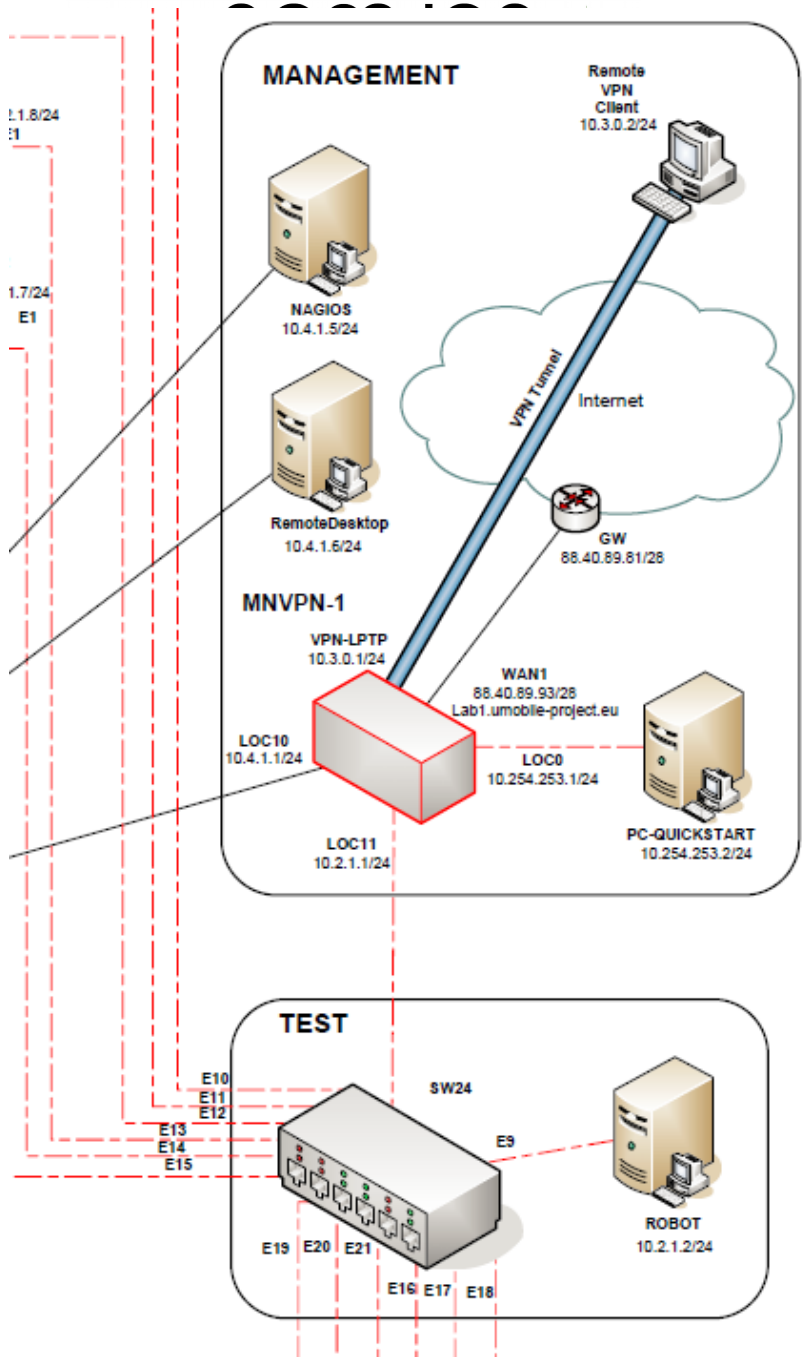 MANAGEMENT
Remote
VPN
Client
10.3.0.2/24
2.1.8/24
E1
1.7/24
E1
NAGIOS
10.4.1.5/24
VPN Tunnel
Internet
RemoteDesktop
10.4.1.6/24
GW
88.40.89.81/28
MNVPN-1
VPN-LPTP
10.3.0.1/24
WAN1
88.40.89.93/28
Lab1.umobile-project.eu
LOC10
10.4.1.1/24
LOC0
10.254.253.1/24
PC-QUICKSTART
10.254.253.2/24
LOC11
10.2.1.1/24
TEST
E10
E11
E12
E13
E14
E15
SW24
E9
ROBOT
10.2.1.2/24
E19
E20
E21
E16
E17
E18